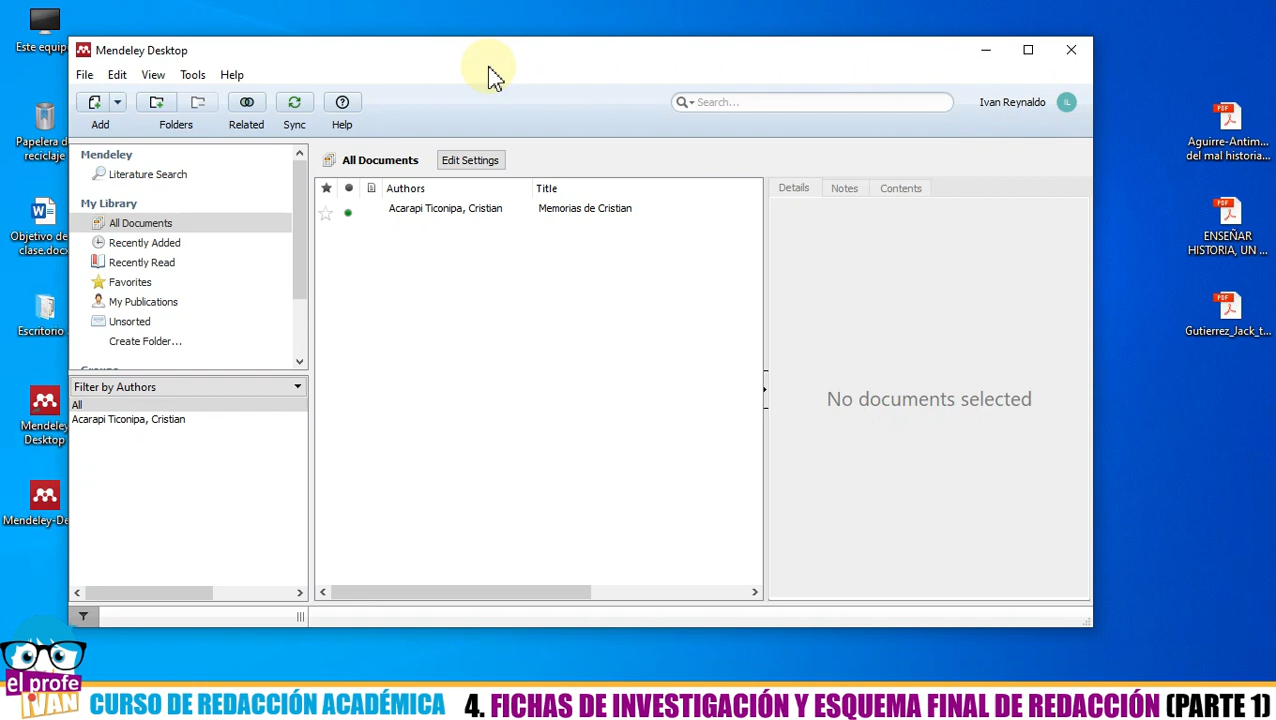 Este equip
Papelera d
reciclaje
Objetivo de
clase.docx
Escritorio
Mendeley
Desktop
Mendeley-De
Mendeley Desktop
File Edit View Tools Help
Add Folders Related Sync Help
Search...
Ivan Reynaldo IL
Mendeley
Literature Search
My Library
All Documents
Recently Added
Recently Read
Favorites
My Publications
Unsorted
Create Folder...
Filter by Authors
All
Acarapi Ticonipa, Cristian
All Documents Edit Settings
Authors Title
Acarapi Ticonipa, Cristian Memorias de Cristian
Details Notes Contents
No documents selected
PDF
Aguirre-Antim...
del mal historia...
PDF
ENSEÑAR
HISTORIA, UN ...
PDF
Gutierrez_Jack_t...
el profe
iVAN
CURSO DE REDACCIÓN ACADÉMICA 4. FICHAS DE INVESTIGACIÓN Y ESQUEMA FINAL DE REDACCIÓN (PARTE 1)